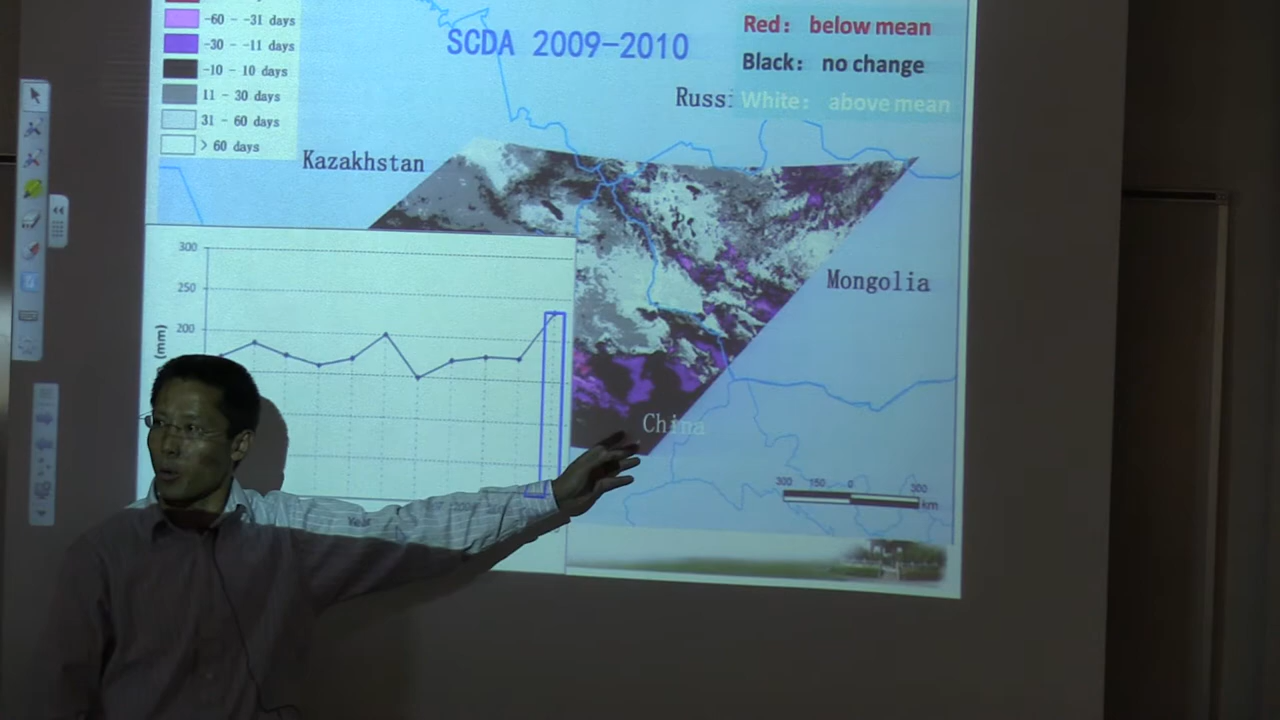 -60 - -31 days
-30 - -11 days
-10 - 10 days
11 - 30 days
31 - 60 days
> 60 days
SCDA 2009-2010
Red: below mean
Black: no change
White: above mean
Kazakhstan
Mongolia
China
300
250
200
(mm)
Year
300 150 0 300
km